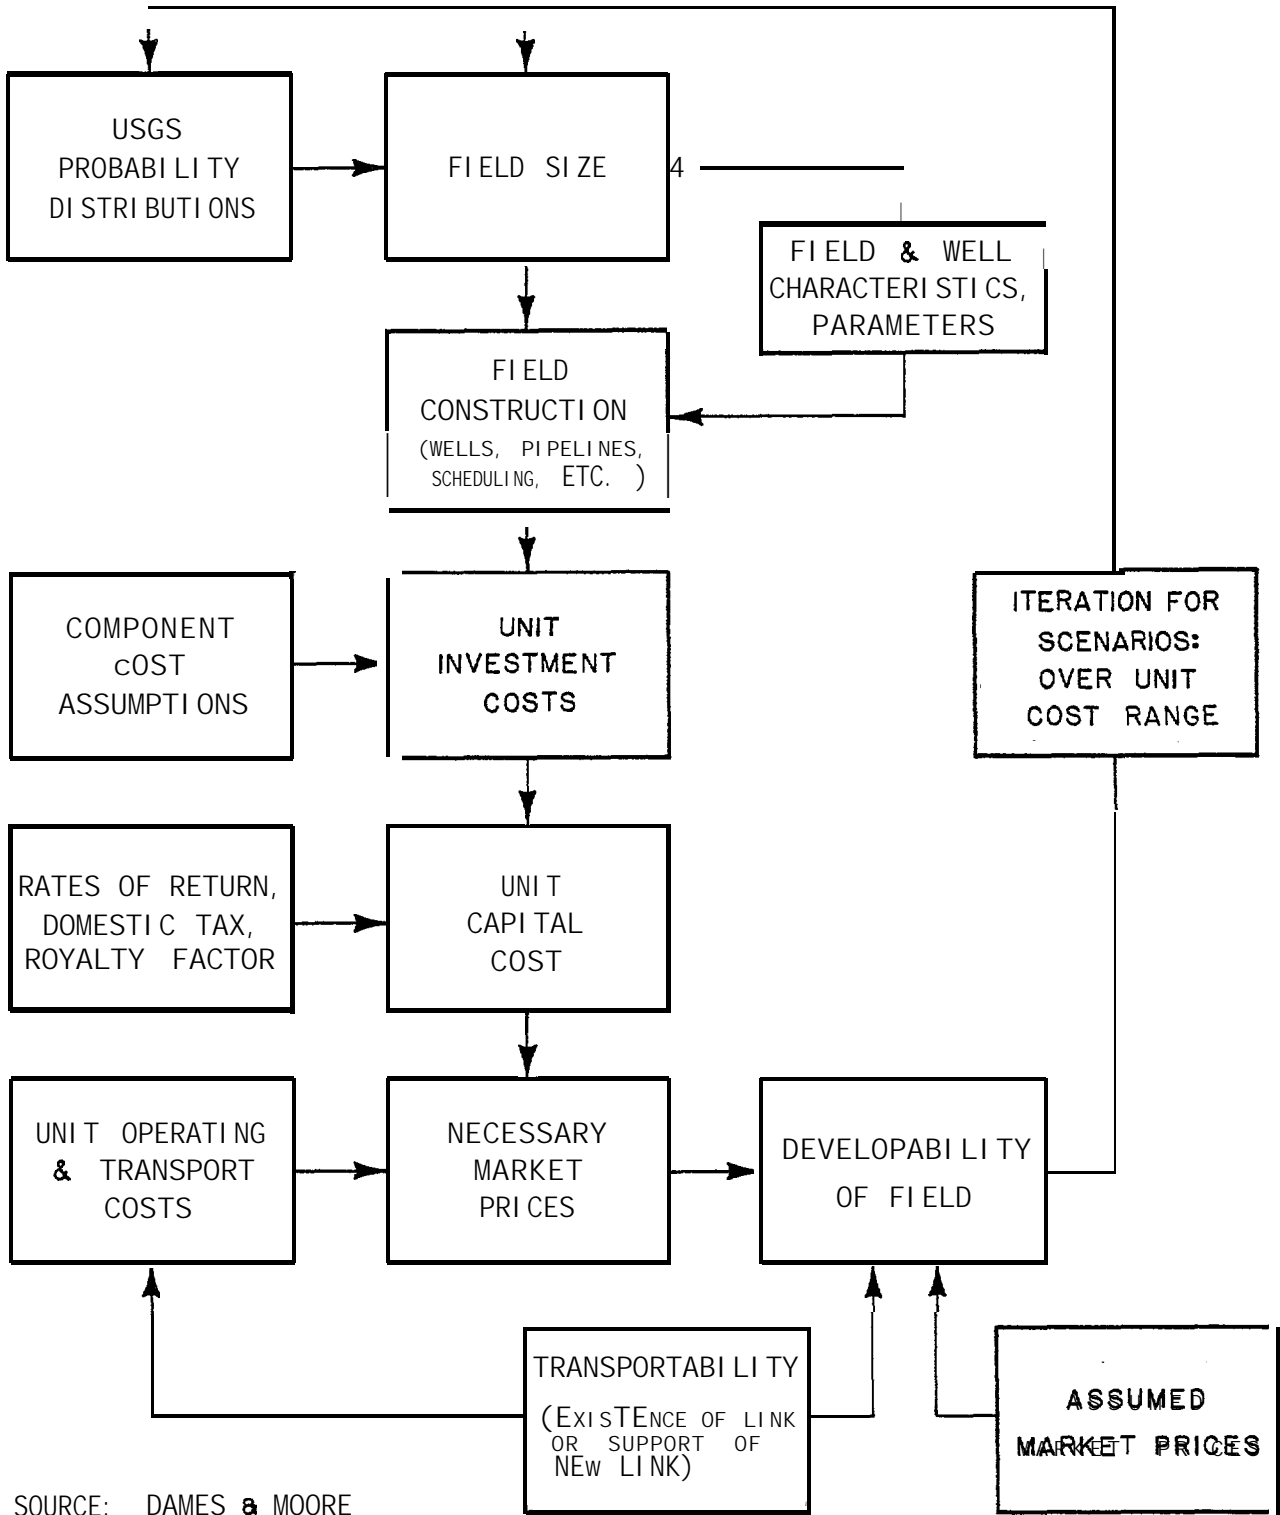 USGS
PROBABILITY
DISTRIBUTIONS
FIELD SIZE
4
FIELD & WELL
CHARACTERISTICS,
PARAMETERS
FIELD
CONSTRUCTION
(WELLS, PIPELINES,
SCHEDULING, ETC. )
COMPONENT
cOST
ASSUMPTIONS
UNIT
INVESTMENT
COSTS
ITERATION FOR
SCENARIOS:
OVER UNIT
COST RANGE
RATES OF RETURN,
DOMESTIC TAX,
ROYALTY FACTOR
UNIT
CAPITAL
COST
UNIT OPERATING
& TRANSPORT
COSTS
NECESSARY
MARKET
PRICES
DEVELOPABILITY
OF FIELD
TRANSPORTABILITY
(ExisTEnce OF LINK
OR SUPPORT OF
NEw LINK)
ASSUMED
MARKET PRICES
SOURCE: DAMES & MOORE